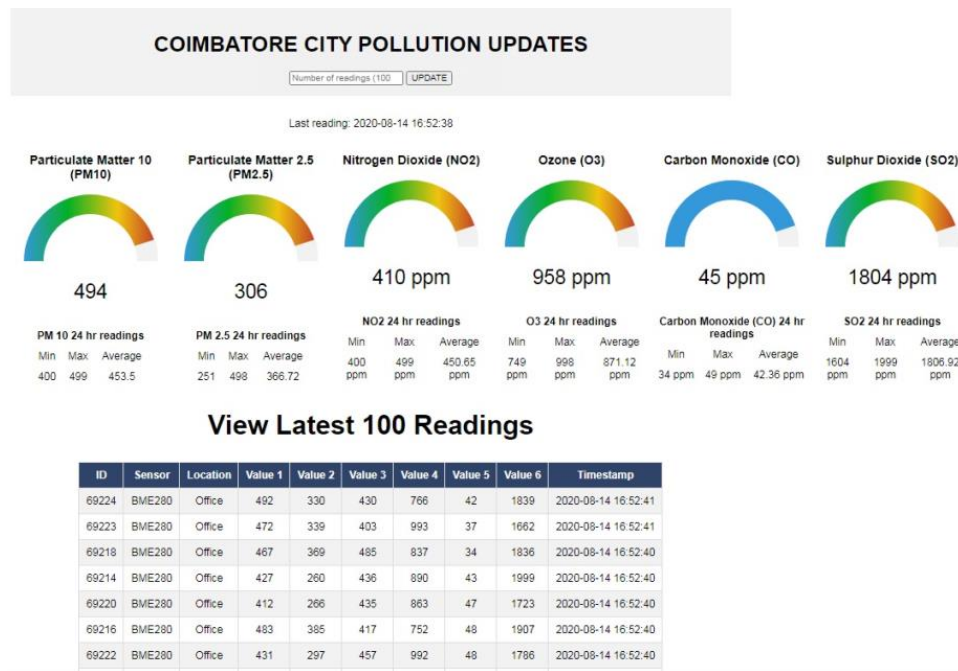 COIMBATORE CITY POLLUTION UPDATES
Number of readings (100 UPDATE
Last reading: 2020-08-14 16:52:38
Particulate Matter 10 (PM10)
494
PM 10 24 hr readings
Min Max Average
400 499 453.5
Particulate Matter 2.5 (PM2.5)
306
PM 2.5 24 hr readings
Min Max Average
251 498 366.72
Nitrogen Dioxide (NO2)
410 ppm
NO2 24 hr readings
Min Max Average
400 ppm 499 ppm 450.65 ppm
Ozone (O3)
958 ppm
O3 24 hr readings
Min Max Average
749 ppm 998 ppm 871.12 ppm
Carbon Monoxide (CO)
45 ppm
Carbon Monoxide (CO) 24 hr readings
Min Max Average
34 ppm 49 ppm 42.36 ppm
Sulphur Dioxide (SO2)
1804 ppm
SO2 24 hr readings
Min Max Average
1604 ppm 1999 ppm 1806.92 ppm
View Latest 100 Readings
ID Sensor Location Value 1 Value 2 Value 3 Value 4 Value 5 Value 6 Timestamp
69224 BME280 Office 492 330 430 766 42 1839 2020-08-14 16:52:41
69223 BME280 Office 472 339 403 993 37 1662 2020-08-14 16:52:41
69218 BME280 Office 467 369 485 837 34 1836 2020-08-14 16:52:40
69214 BME280 Office 427 260 436 890 43 1999 2020-08-14 16:52:40
69220 BME280 Office 412 266 435 863 47 1723 2020-08-14 16:52:40
69216 BME280 Office 483 385 417 752 48 1907 2020-08-14 16:52:40
69222 BME280 Office 431 297 457 992 48 1786 2020-08-14 16:52:40